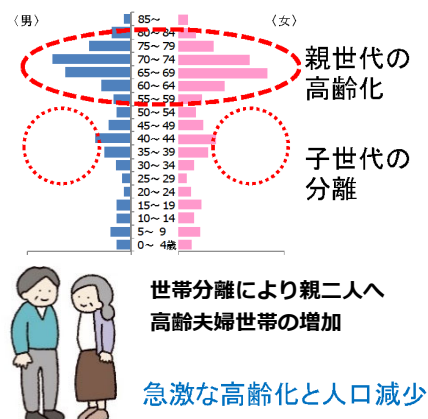 〈男〉
〈女〉
85～
80～84
75～79
70～74
65～69
60～64
55～59
50～54
45～49
40～44
35～39
30～34
25～29
20～24
15～19
10～14
5～ 9
0～ 4歳
親世代の
高齢化
子世代の
分離
世帯分離により親二人へ
高齢夫婦世帯の増加
急激な高齢化と人口減少